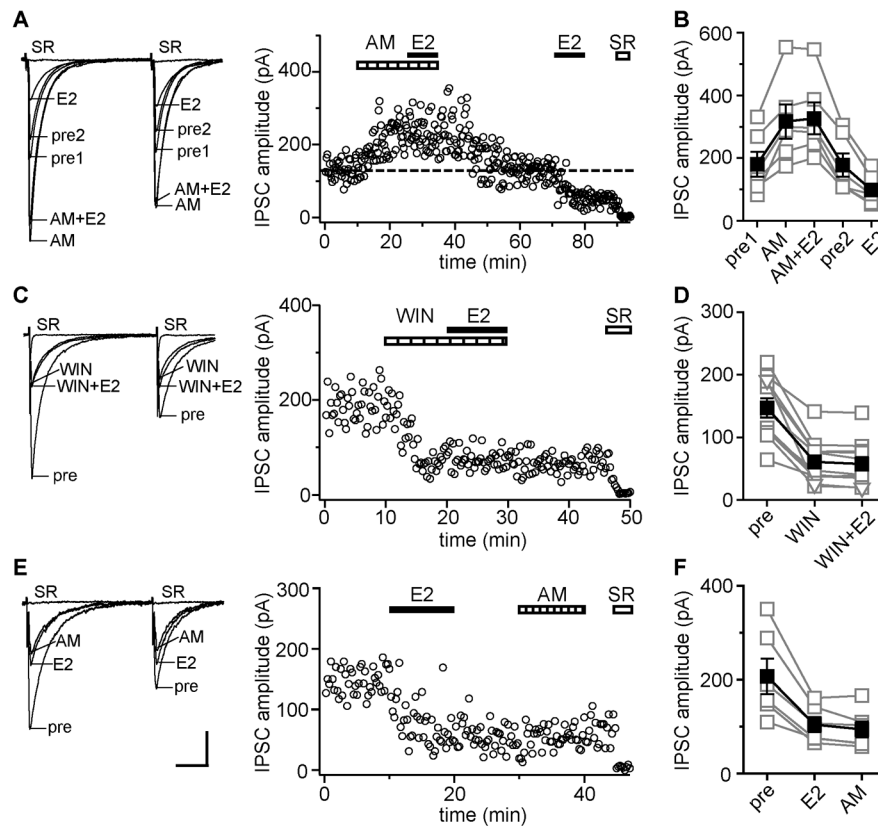 A
SR
SR
E2
pre2
pre1
AM+E2
AM
E2
pre2
pre1
AM+E2
AM
AM
E2
E2
SR
IPSC amplitude (pA)
400
200
0
0
20
40
60
80
time (min)
B
IPSC amplitude (pA)
600
400
200
0
pre1
AM
AM+E2
pre2
E2
C
SR
SR
WIN
WIN+E2
pre
WIN
WIN+E2
pre
WIN
E2
SR
IPSC amplitude (pA)
400
200
0
0
10
20
30
40
50
time (min)
D
IPSC amplitude (pA)
300
200
100
0
pre
WIN
WIN+E2
E
SR
SR
AM
E2
pre
AM
E2
pre
E2
AM
SR
IPSC amplitude (pA)
300
200
100
0
0
20
40
time (min)
F
IPSC amplitude (pA)
400
200
0
pre
E2
AM